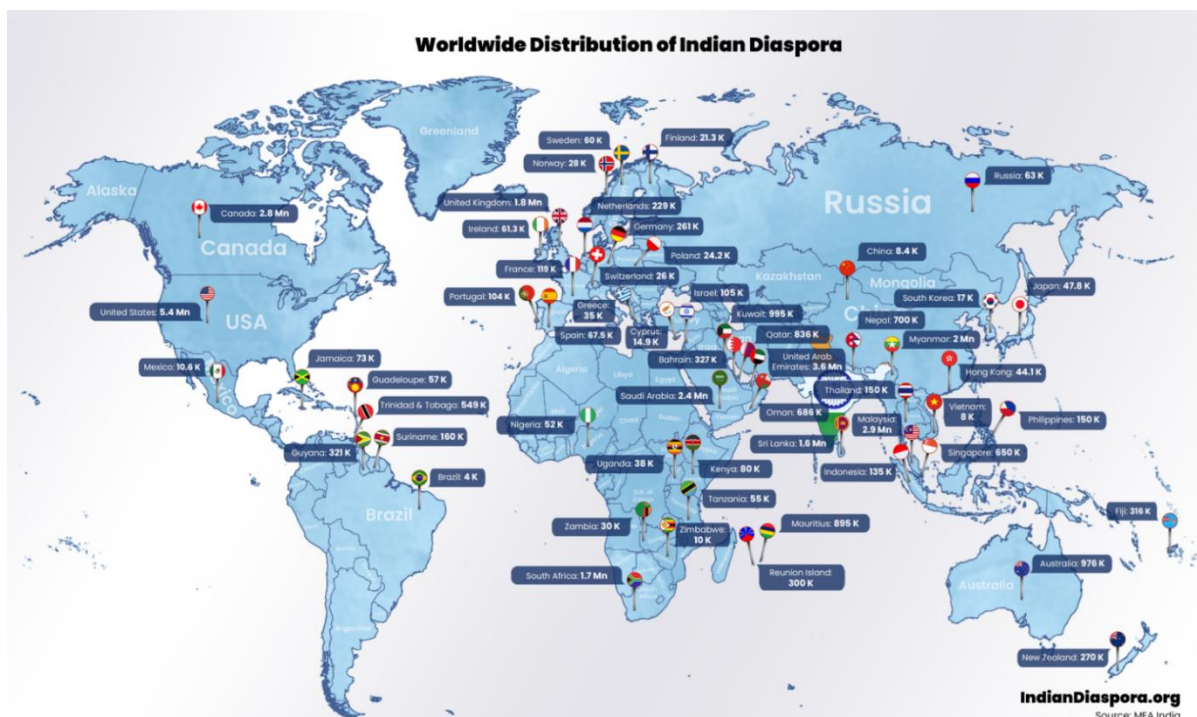 Worldwide Distribution of Indian Diaspora
Greenland
Sweden: 60 K
Finland: 21.3 K
Norway: 28 K
Alaska
Russia: 63 K
Russia
United Kingdom: 1.8 Mn
Netherlands: 229 K
Canada: 2.8 Mn
Ireland: 61.3 K
Germany: 261 K
Canada
Poland: 24.2 K
China: 8.4 K
France: 119 K
Switzerland: 26 K
Kazakhstan
Mongolia
Portugal: 104 K
Israel: 105 K
South Korea: 17 K
Japan: 47.8 K
United States: 5.4 Mn
USA
Greece:
35 K
Kuwait: 995 K
Nepal: 700 K
Spain: 67.5 K
Cyprus:
14.9 K
Qatar: 836 K
Myanmar: 2 Mn
Jamaica: 73 K
Bahrain: 327 K
United Arab
Emirates: 3.6 Mn
Iraq
Mexico: 10.6 K
Algeria
Libya
Egypt
Hong Kong: 44.1 K
Guadeloupe: 57 K
Saudi Arabia: 2.4 Mn
Thailand: 150 K
Trinidad & Tobago: 549 K
Oman: 686 K
Malaysia:
2.9 Mn
Vietnam:
8 K
Philippines: 150 K
Nigeria: 52 K
Mali
Chad
Sudan
Yemen
Suriname: 160 K
Sri Lanka: 1.6 Mn
Guyana: 321 K
Singapore: 650 K
Uganda: 38 K
Kenya: 80 K
Indonesia: 135 K
Brazil: 4 K
Tanzania: 55 K
Brazil
Zambia: 30 K
Zimbabwe:
10 K
Mauritius: 895 K
Fiji: 316 K
Reunion Island:
300 K
South Africa: 1.7 Mn
Australia: 976 K
Australia
Argentina
New Zealand: 270 K
IndianDiaspora.org
Source: MEA India